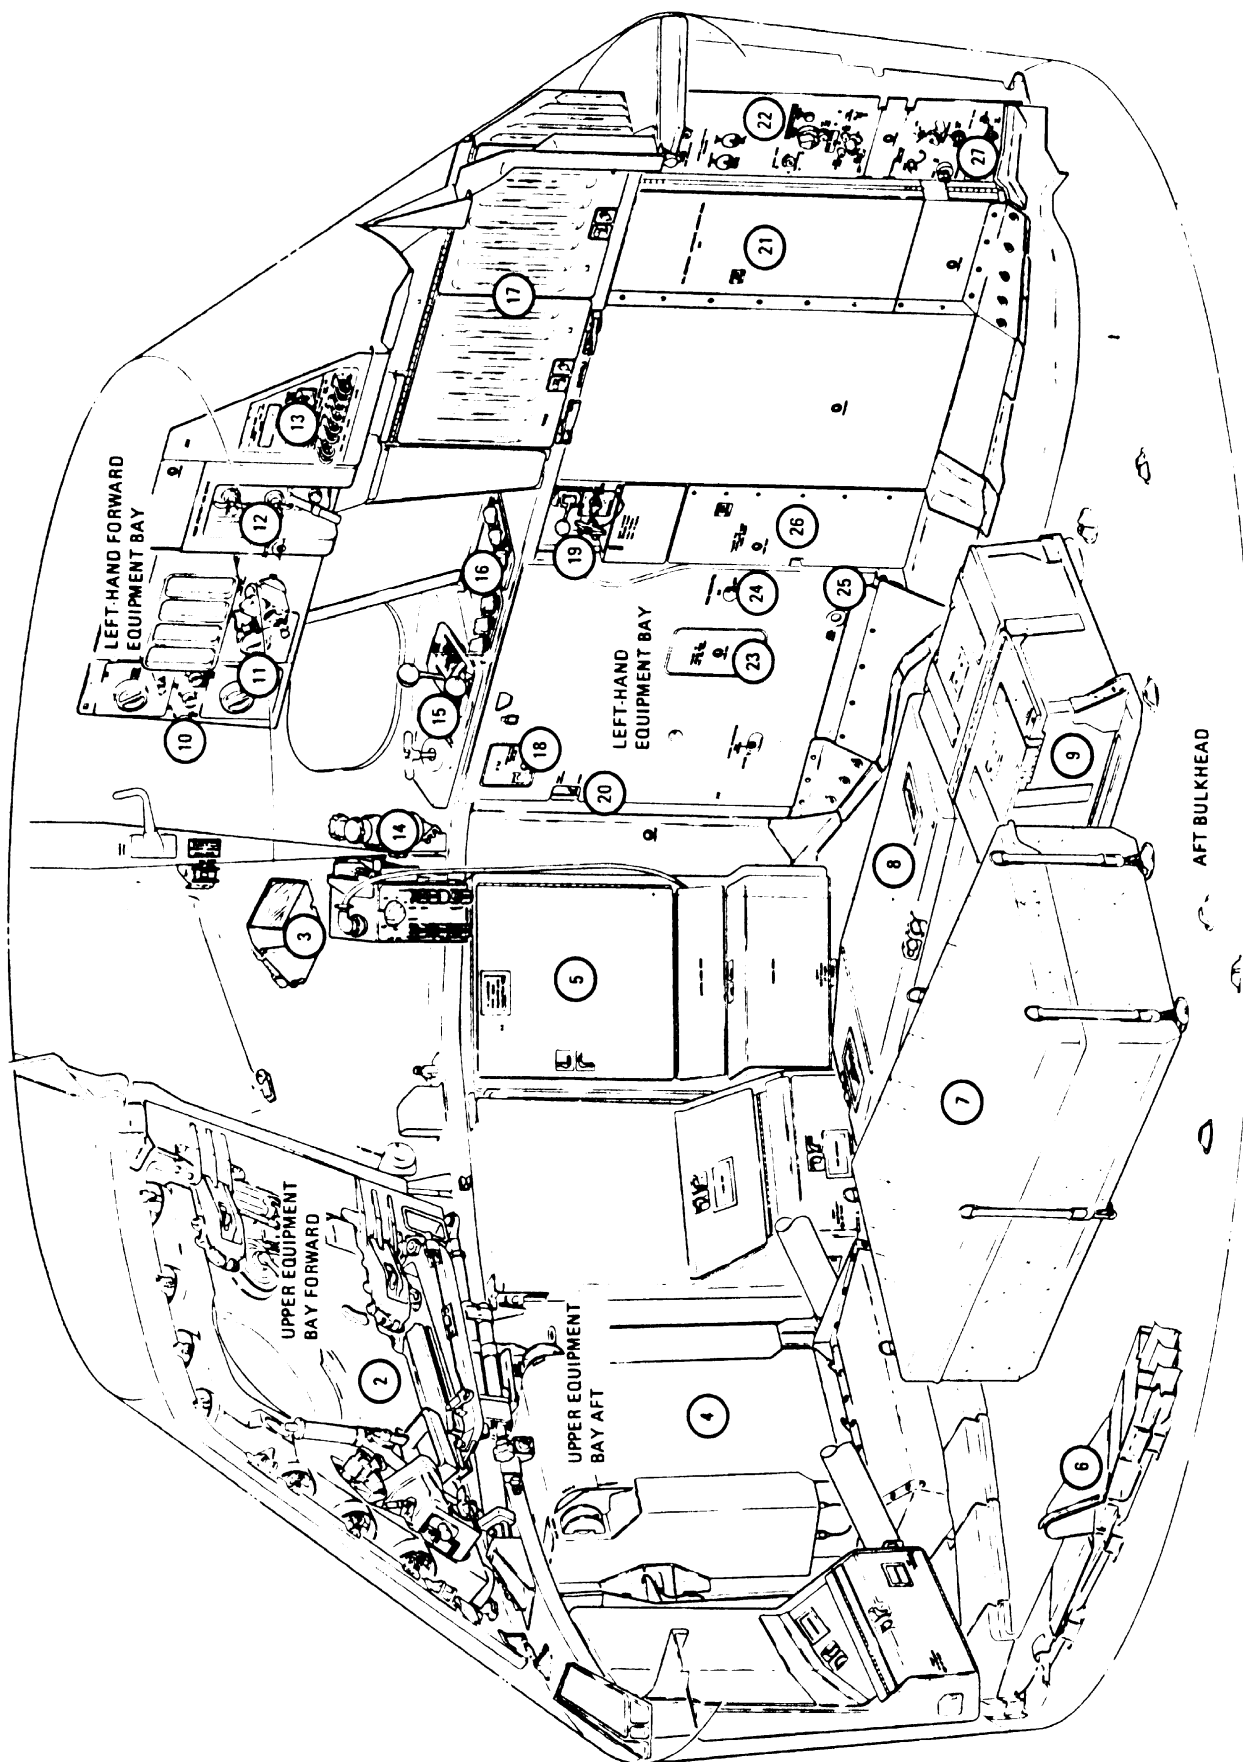 LEFT-HAND FORWARD
EQUIPMENT BAY
UPPER EQUIPMENT
BAY FORWARD
UPPER EQUIPMENT
BAY AFT
LEFT-HAND
EQUIPMENT BAY
AFT BULKHEAD
2
3
4
5
6
7
8
9
10
11
12
13
14
15
16
17
18
19
20
21
22
23
24
25
26
27